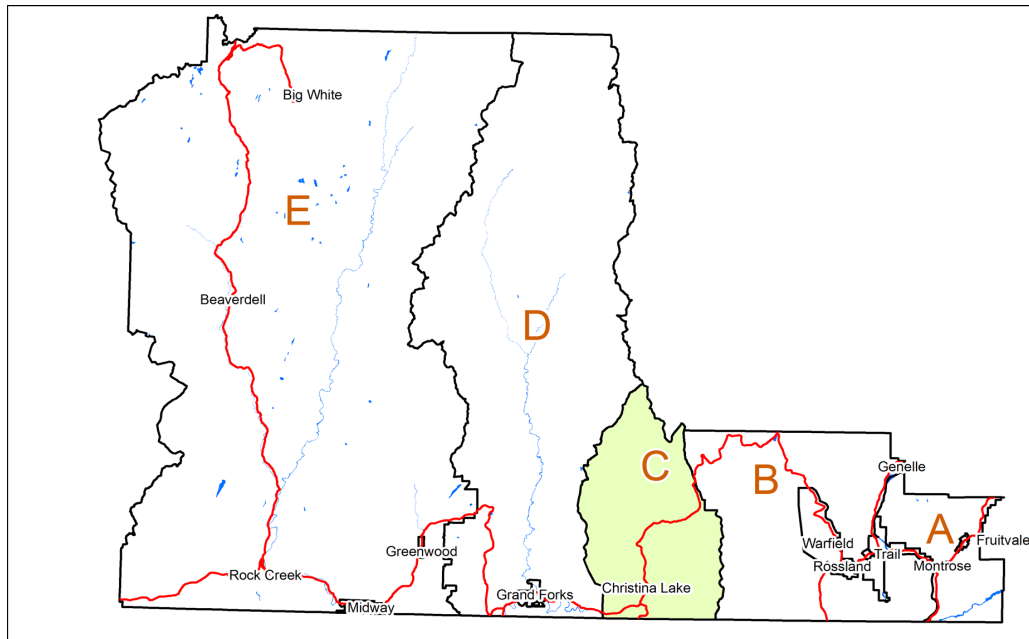 Big White
E
Beaverdell
D
C
B
Genelle
A
Warfield
Fruitvale
Trail
Rossland
Montrose
Greenwood
Rock Creek
Christina Lake
Grand Forks
Midway